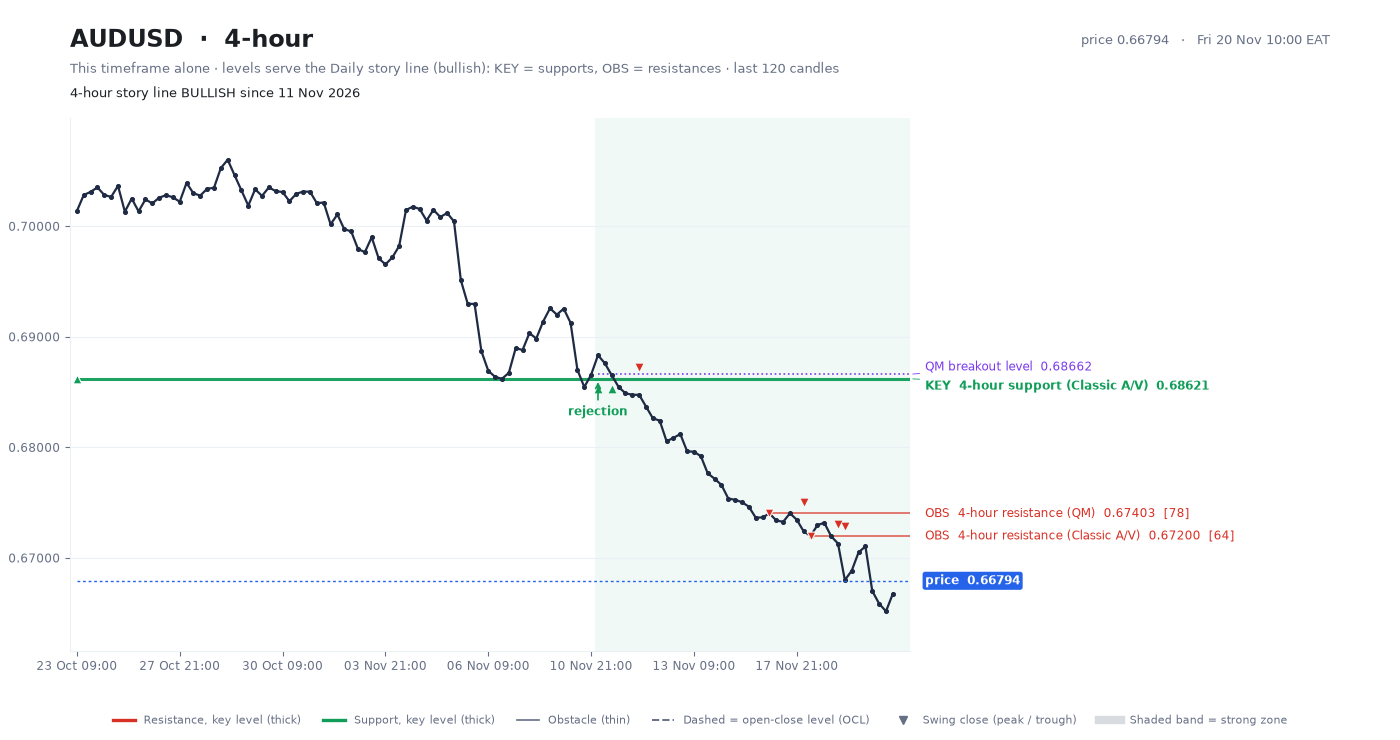 AUDUSD · 4-hour
price 0.66794 · Fri 20 Nov 10:00 EAT
This timeframe alone · levels serve the Daily story line (bullish): KEY = supports, OBS = resistances · last 120 candles
4-hour story line BULLISH since 11 Nov 2026
0.70000
0.69000
0.68000
0.67000
QM breakout level 0.68662
KEY 4-hour support (Classic A/V) 0.68621
rejection
OBS 4-hour resistance (QM) 0.67403 [78]
OBS 4-hour resistance (Classic A/V) 0.67200 [64]
price 0.66794
23 Oct 09:00 27 Oct 21:00 30 Oct 09:00 03 Nov 21:00 06 Nov 09:00 10 Nov 21:00 13 Nov 09:00 17 Nov 21:00
Resistance, key level (thick) Support, key level (thick) Obstacle (thin) Dashed = open-close level (OCL) Swing close (peak / trough) Shaded band = strong zone